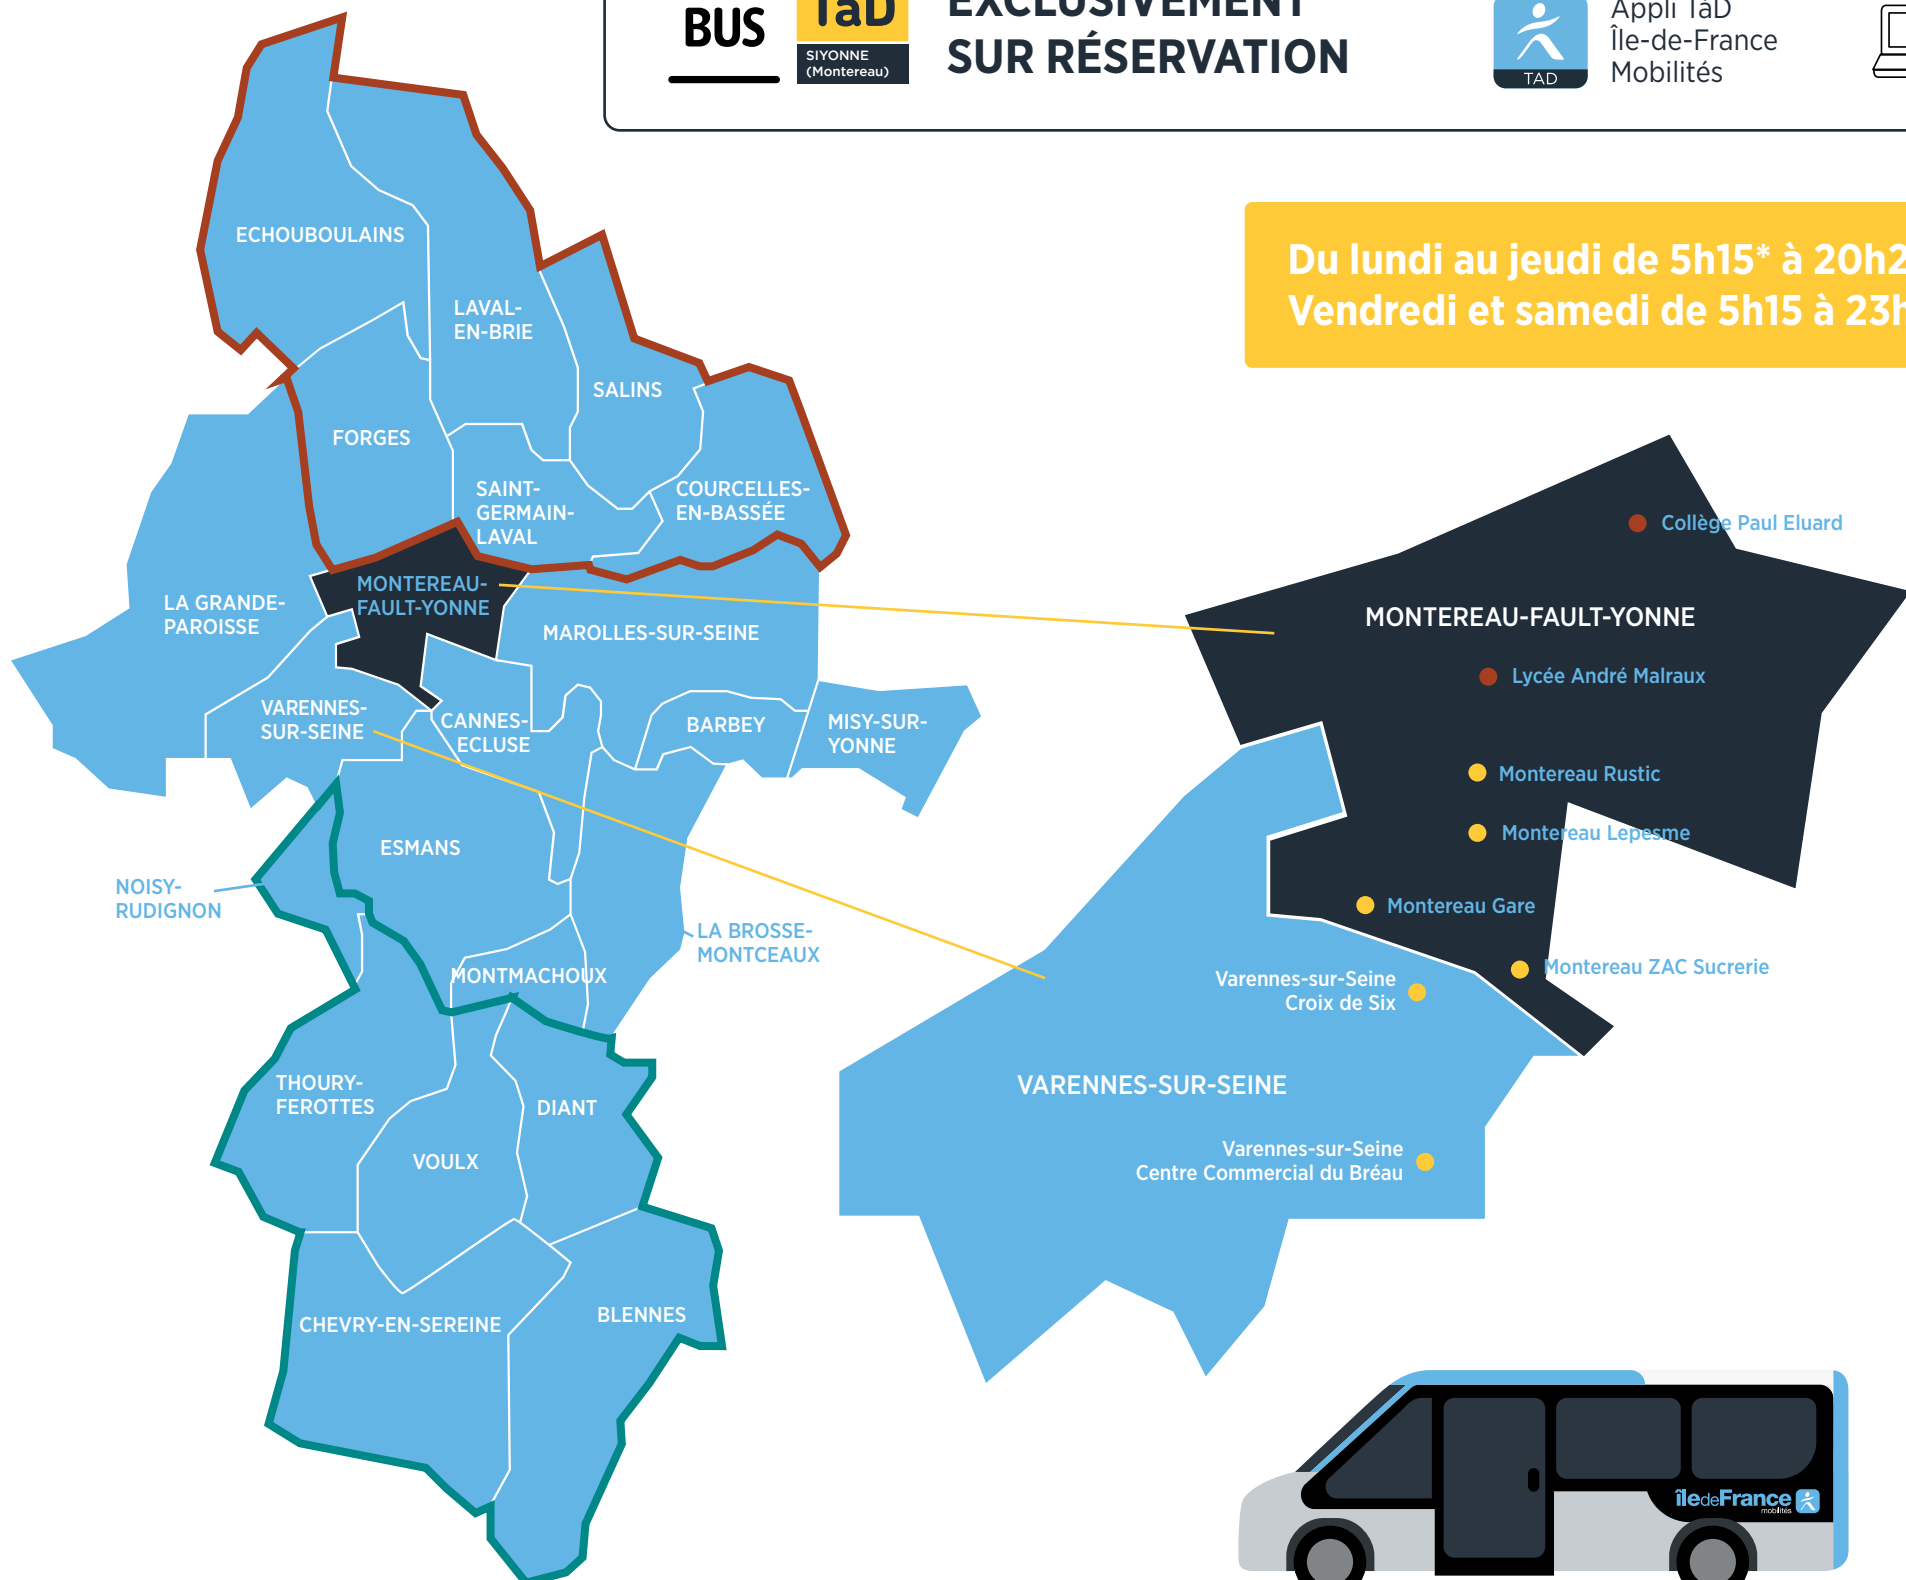 BUS
TàD
SIYONNE
(Montereau)
EXCLUSIVEMENT
SUR RÉSERVATION
TAD
Appli TàD
Île-de-France
Mobilités
Du lundi au jeudi de 5h15* à 20h2
Vendredi et samedi de 5h15 à 23h
ECHOUBOULAINS
LAVAL-
EN-BRIE
SALINS
FORGES
SAINT-
GERMAIN-
LAVAL
COURCELLES-
EN-BASSÉE
MONTEREAU-
FAULT-YONNE
LA GRANDE-
PAROISSE
MAROLLES-SUR-SEINE
VARENNES-
SUR-SEINE
CANNES-
ECLUSE
BARBEY
MISY-SUR-
YONNE
ESMANS
NOISY-
RUDIGNON
LA BROSSE-
MONTCEAUX
MONTMACHOUX
THOURY-
FEROTTES
DIANT
VOULX
CHEVRY-EN-SEREINE
BLENNES
Collège Paul Eluard
MONTEREAU-FAULT-YONNE
Lycée André Malraux
Montereau Rustic
Montereau Lepesme
Montereau Gare
Montereau ZAC Sucrerie
Varennes-sur-Seine
Croix de Six
VARENNES-SUR-SEINE
Varennes-sur-Seine
Centre Commercial du Bréau
îledeFrance
mobilités